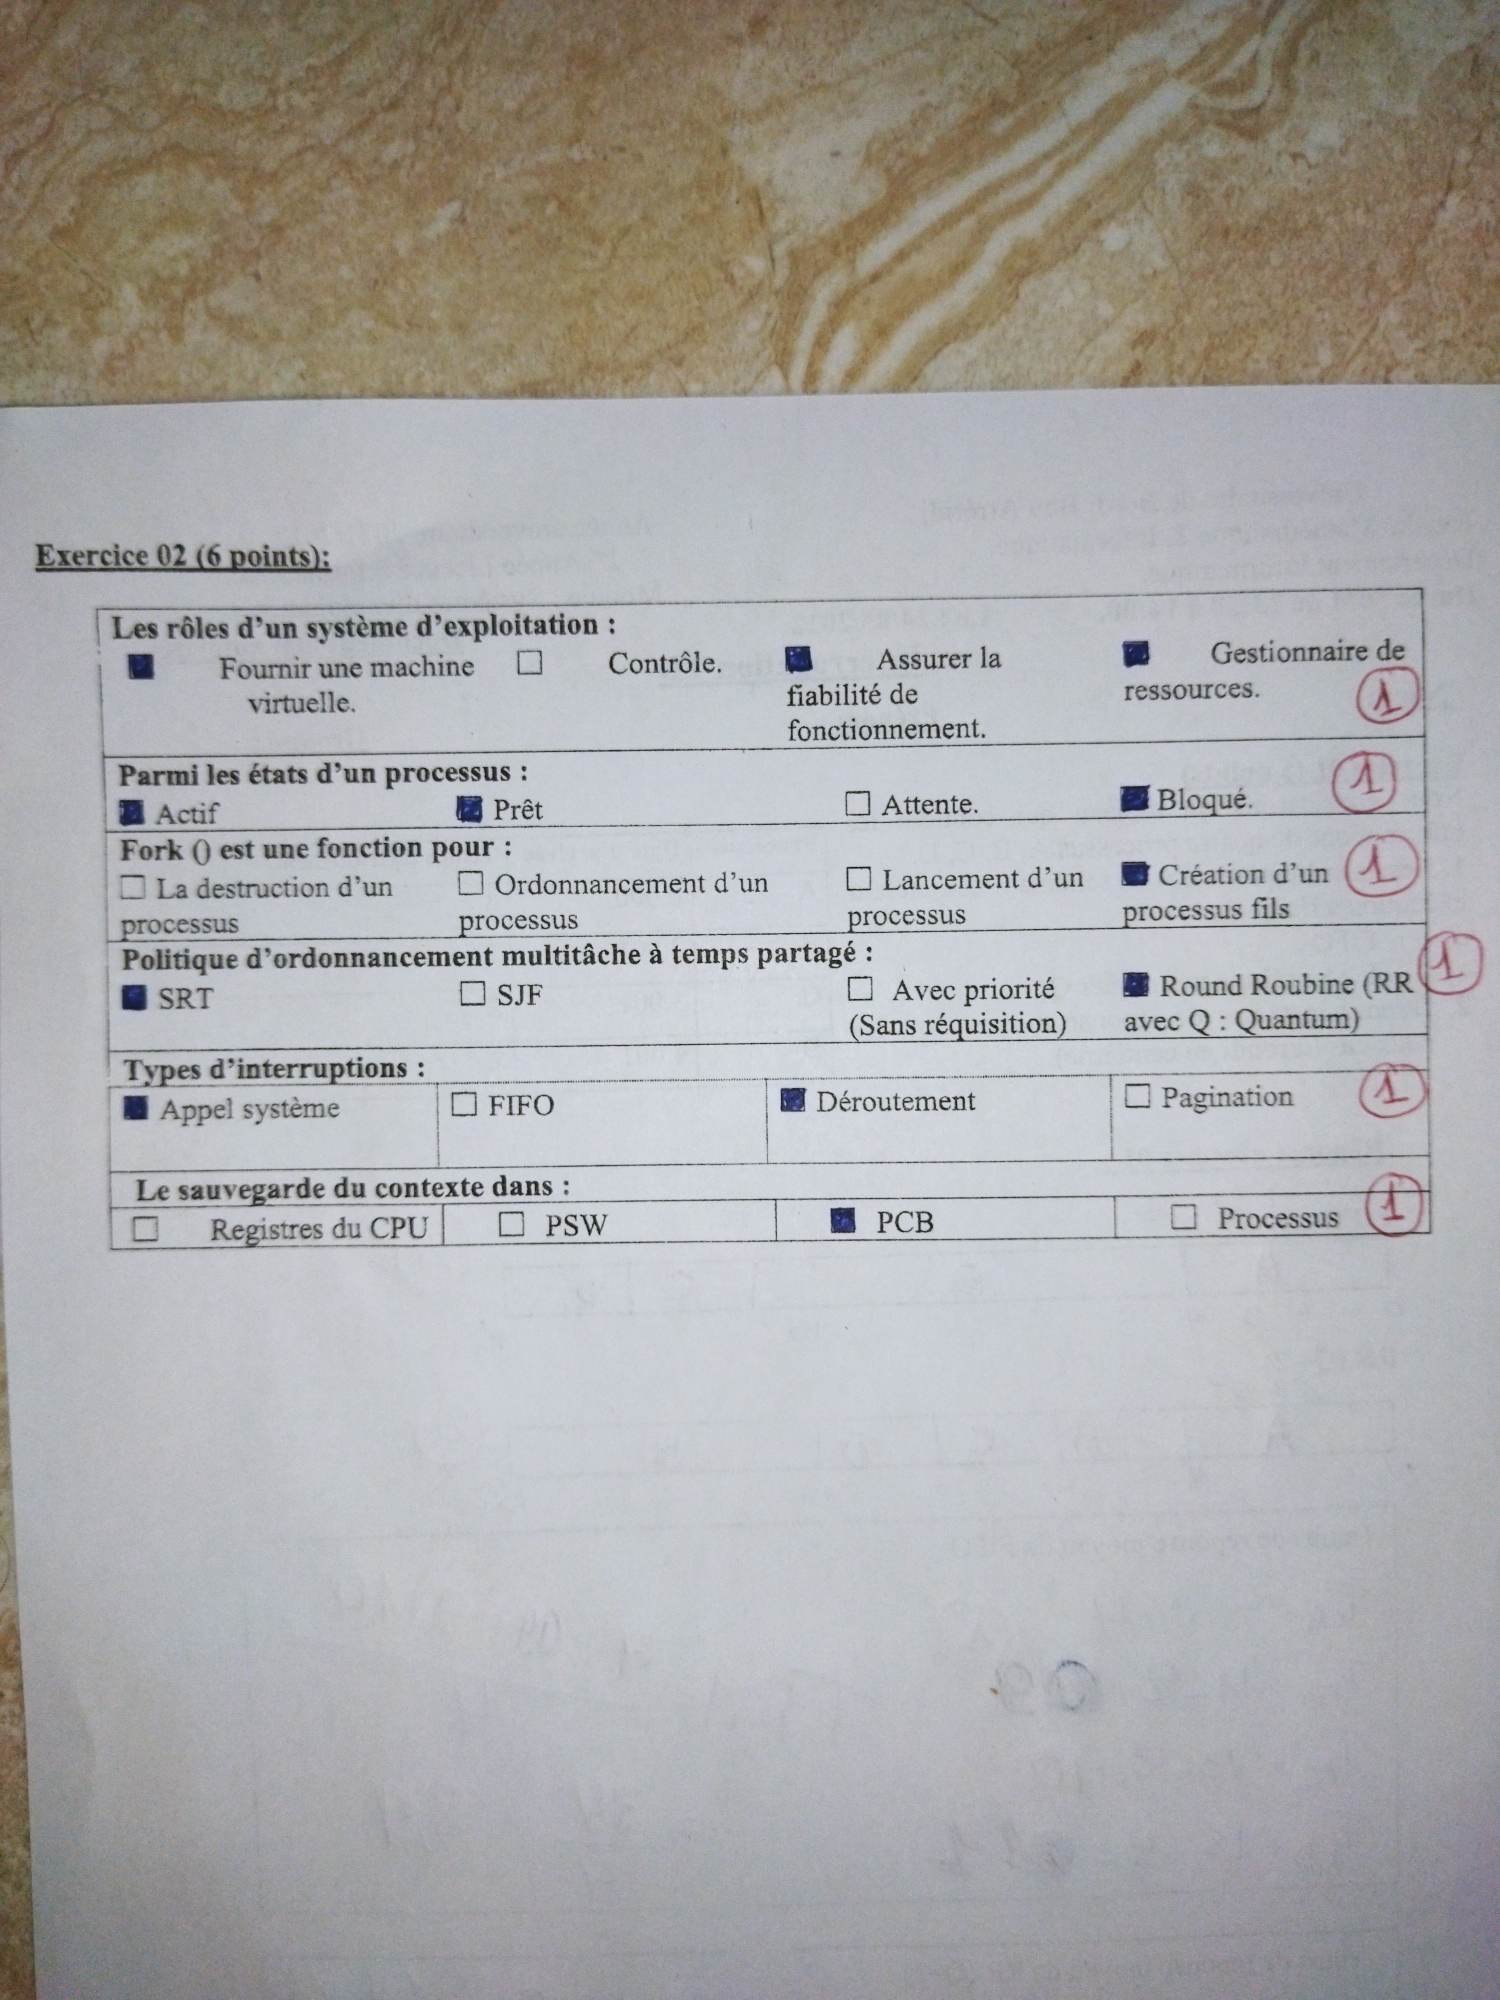 Exercice 02 (6 points):
Les rôles d'un système d'exploitation :
■ Fournir une machine □ Contrôle. ■ Assurer la ■ Gestionnaire de
virtuelle. fiabilité de ressources. 1
fonctionnement.
Parmi les états d'un processus : 1
■ Actif ■ Prêt □ Attente. ■ Bloqué.
Fork () est une fonction pour :
□ La destruction d'un □ Ordonnancement d'un □ Lancement d'un ■ Création d'un 1
processus processus processus processus fils
Politique d'ordonnancement multitâche à temps partagé : 1
■ SRT □ SJF □ Avec priorité ■ Round Roubine (RR
(Sans réquisition) avec Q : Quantum)
Types d'interruptions :
■ Appel système □ FIFO ■ Déroutement □ Pagination 1
Le sauvegarde du contexte dans :
□ Registres du CPU □ PSW ■ PCB □ Processus 1